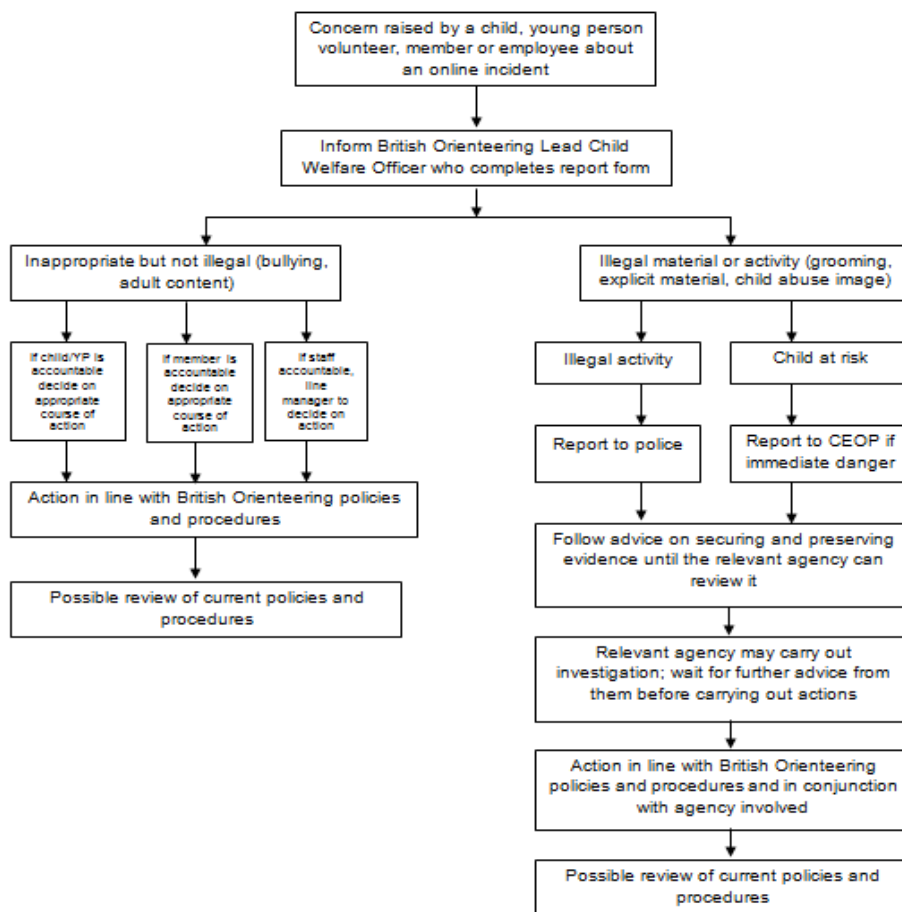 Concern raised by a child, young person
volunteer, member or employee about
an online incident
Inform British Orienteering Lead Child
Welfare Officer who completes report form
Inappropriate but not illegal (bullying,
adult content)
If child/YP is
accountable
decide on
appropriate
course of
action
If member is
accountable
decide on
appropriate
course of
action
If staff
accountable,
line
manager to
decide on
action
Action in line with British Orienteering policies
and procedures
Possible review of current policies and
procedures
Illegal material or activity (grooming,
explicit material, child abuse image)
Illegal activity
Child at risk
Report to police
Report to CEOP if
immediate danger
Follow advice on securing and preserving
evidence until the relevant agency can
review it
Relevant agency may carry out
investigation; wait for further advice from
them before carrying out actions
Action in line with British Orienteering
policies and procedures and in conjunction
with agency involved
Possible review of current policies and
procedures